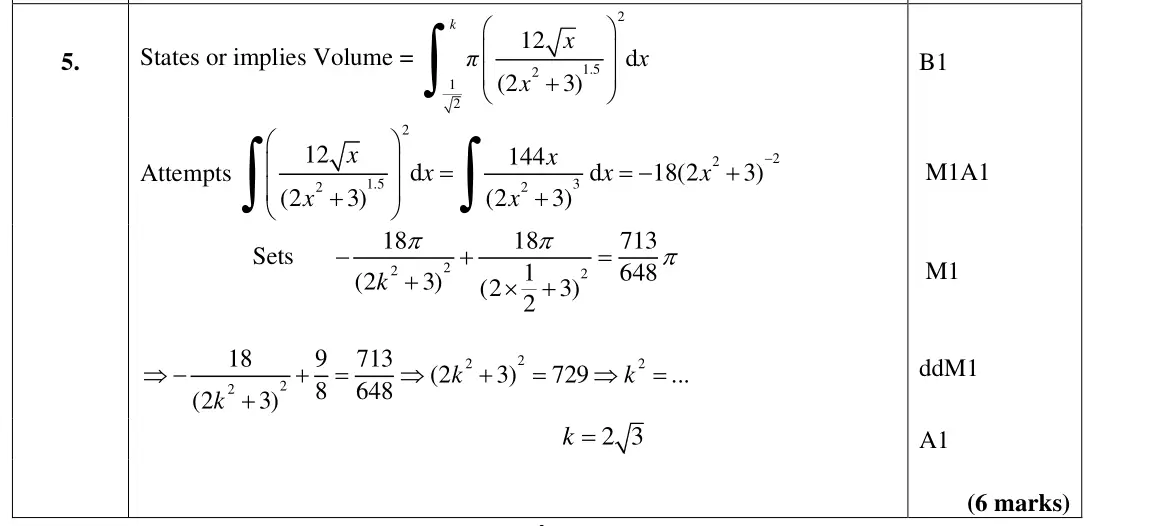 5. States or implies Volume = ∫_{1/√2}^{k} π(12√x/(2x² + 3)^{1.5})² dx B1
Attempts ∫(12√x/(2x² + 3)^{1.5})² dx = ∫ 144x/(2x² + 3)³ dx = −18(2x² + 3)^{−2} M1A1
Sets −18π/(2k² + 3)² + 18π/(2×1/2 + 3)² = 713/648 π M1
⇒ −18/(2k² + 3)² + 9/8 = 713/648 ⇒ (2k² + 3)² = 729 ⇒ k² = ... ddM1
k = 2√3 A1
(6 marks)